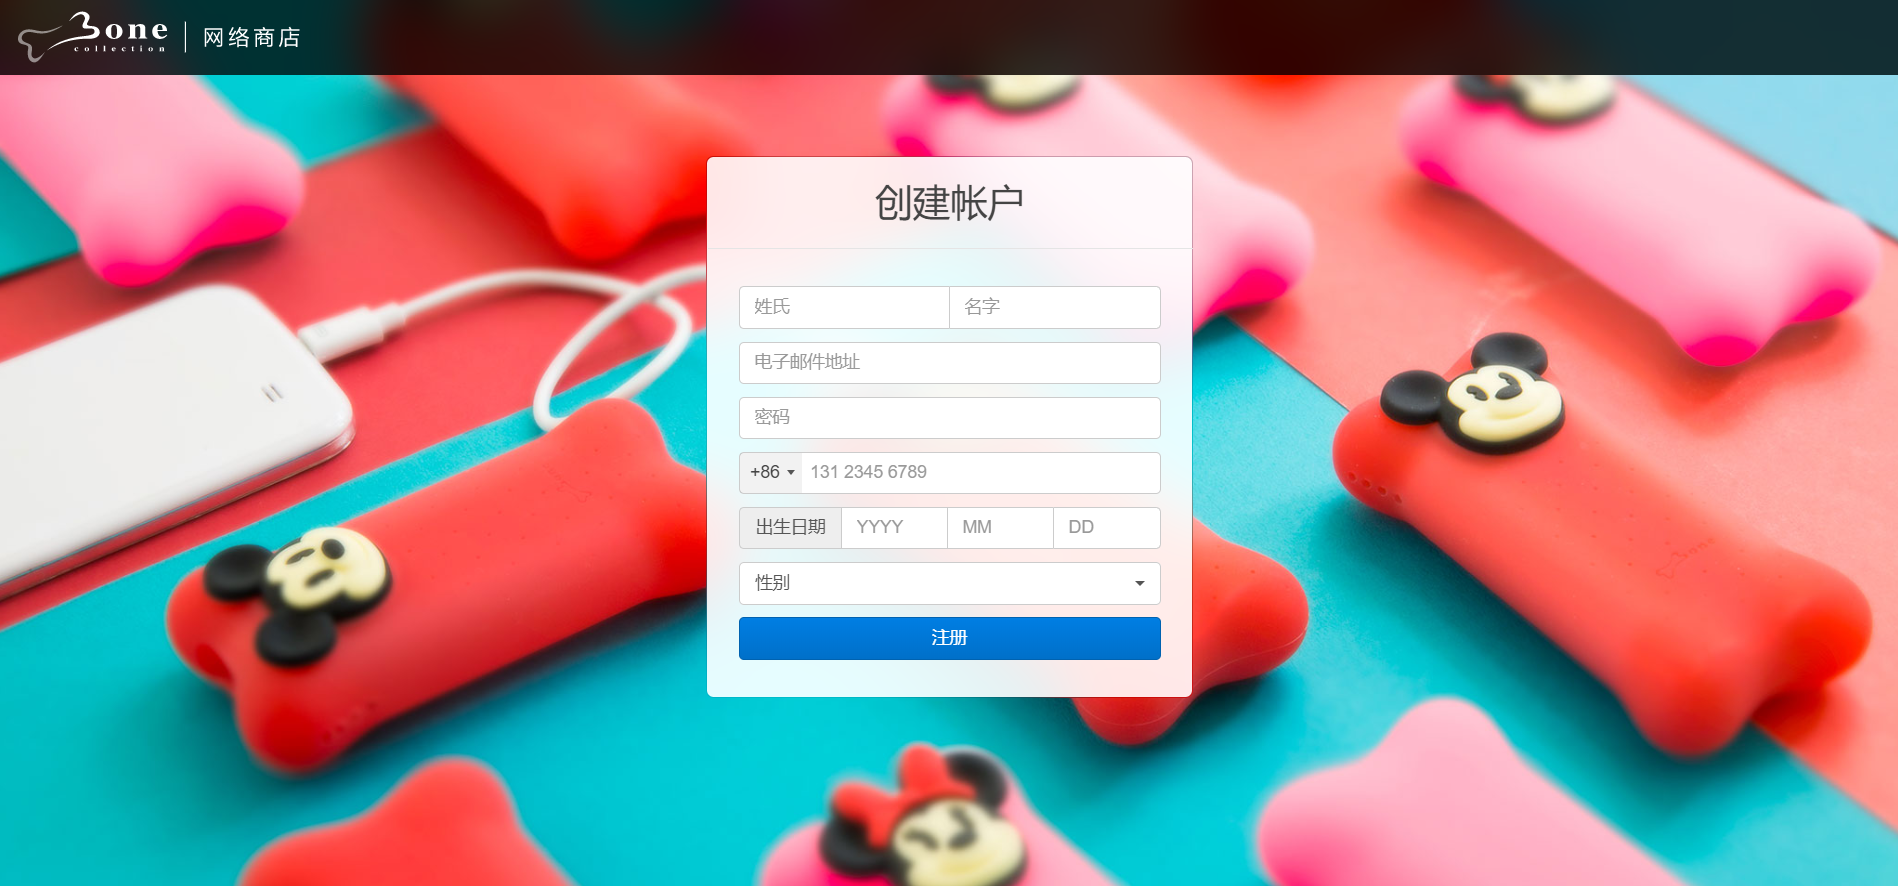 Bone
collection
网络商店
创建帐户
姓氏 名字
电子邮件地址
密码
+86 131 2345 6789
出生日期 YYYY MM DD
性别
注册